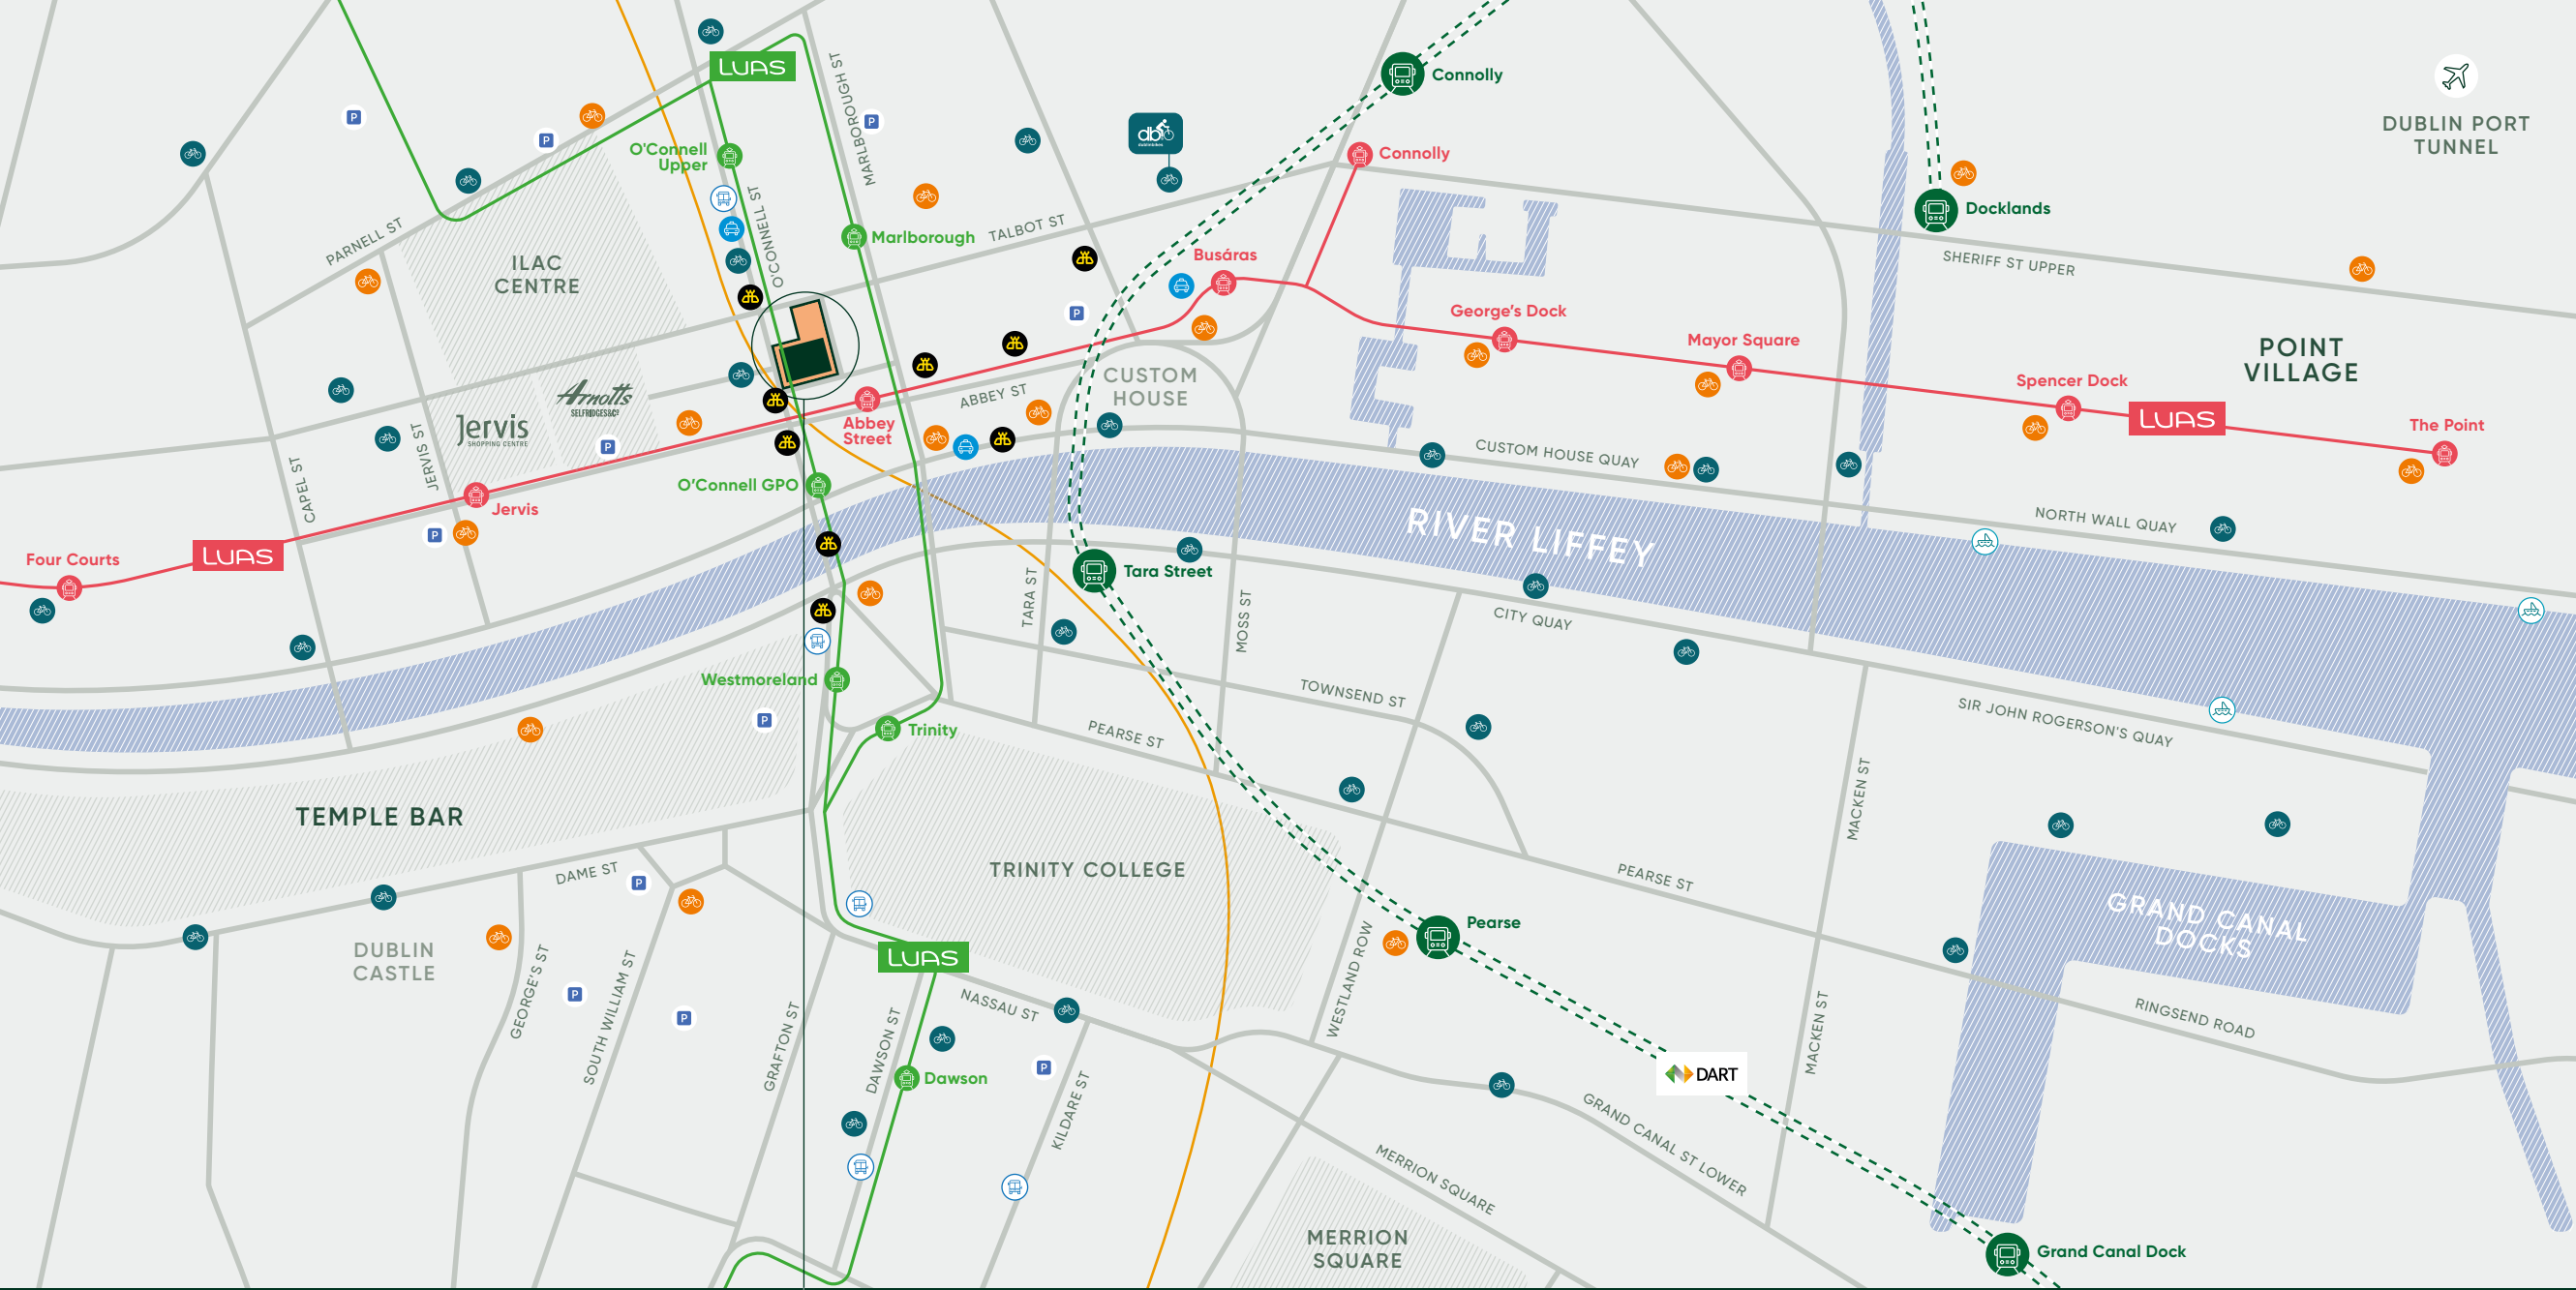 LUAS
Connolly
DUBLIN PORT
TUNNEL
MARLBOROUGH ST
db
dublinbikes
O'Connell
Upper
Connolly
O'CONNELL ST
Docklands
PARNELL ST
Marlborough
TALBOT ST
ILAC
CENTRE
Busáras
SHERIFF ST UPPER
George's Dock
Mayor Square
POINT
VILLAGE
Spencer Dock
LUAS
The Point
CUSTOM
HOUSE
Arnotts
SELFRIDGES&Cº
Jervis
SHOPPING CENTRE
ABBEY ST
Abbey
Street
JERVIS ST
CAPEL ST
CUSTOM HOUSE QUAY
O'Connell GPO
Jervis
NORTH WALL QUAY
RIVER LIFFEY
Four Courts
LUAS
Tara Street
TARA ST
MOSS ST
CITY QUAY
Westmoreland
TOWNSEND ST
SIR JOHN ROGERSON'S QUAY
Trinity
PEARSE ST
MACKEN ST
TEMPLE BAR
DAME ST
TRINITY COLLEGE
PEARSE ST
GRAND CANAL
DOCKS
DUBLIN
CASTLE
Pearse
LUAS
WESTLAND ROW
GEORGE'S ST
SOUTH WILLIAM ST
GRAFTON ST
DAWSON ST
NASSAU ST
RINGSEND ROAD
MACKEN ST
Dawson
KILDARE ST
DART
GRAND CANAL ST LOWER
MERRION SQUARE
MERRION
SQUARE
Grand Canal Dock
P
P
P
P
P
P
P
P
P
P
P